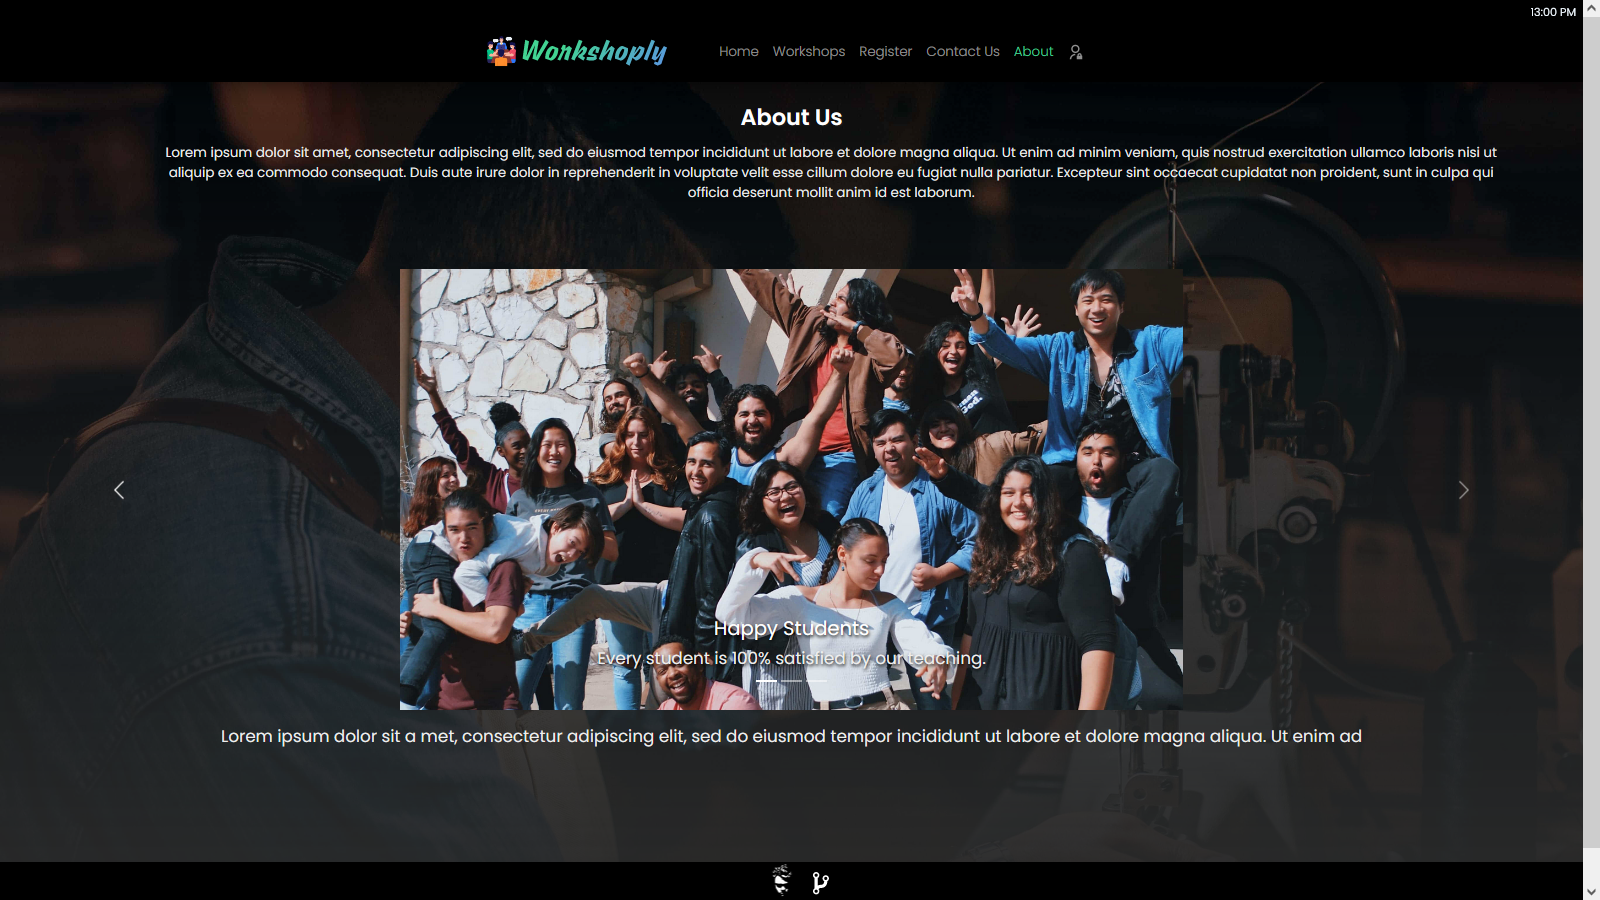 13:00 PM
Workshoply
Home Workshops Register Contact Us About
About Us
Lorem ipsum dolor sit amet, consectetur adipiscing elit, sed do eiusmod tempor incididunt ut labore et dolore magna aliqua. Ut enim ad minim veniam, quis nostrud exercitation ullamco laboris nisi ut
aliquip ex ea commodo consequat. Duis aute irure dolor in reprehenderit in voluptate velit esse cillum dolore eu fugiat nulla pariatur. Excepteur sint occaecat cupidatat non proident, sunt in culpa qui
officia deserunt mollit anim id est laborum.
Happy Students
Every student is 100% satisfied by our teaching.
Lorem ipsum dolor sit a met, consectetur adipiscing elit, sed do eiusmod tempor incididunt ut labore et dolore magna aliqua. Ut enim ad